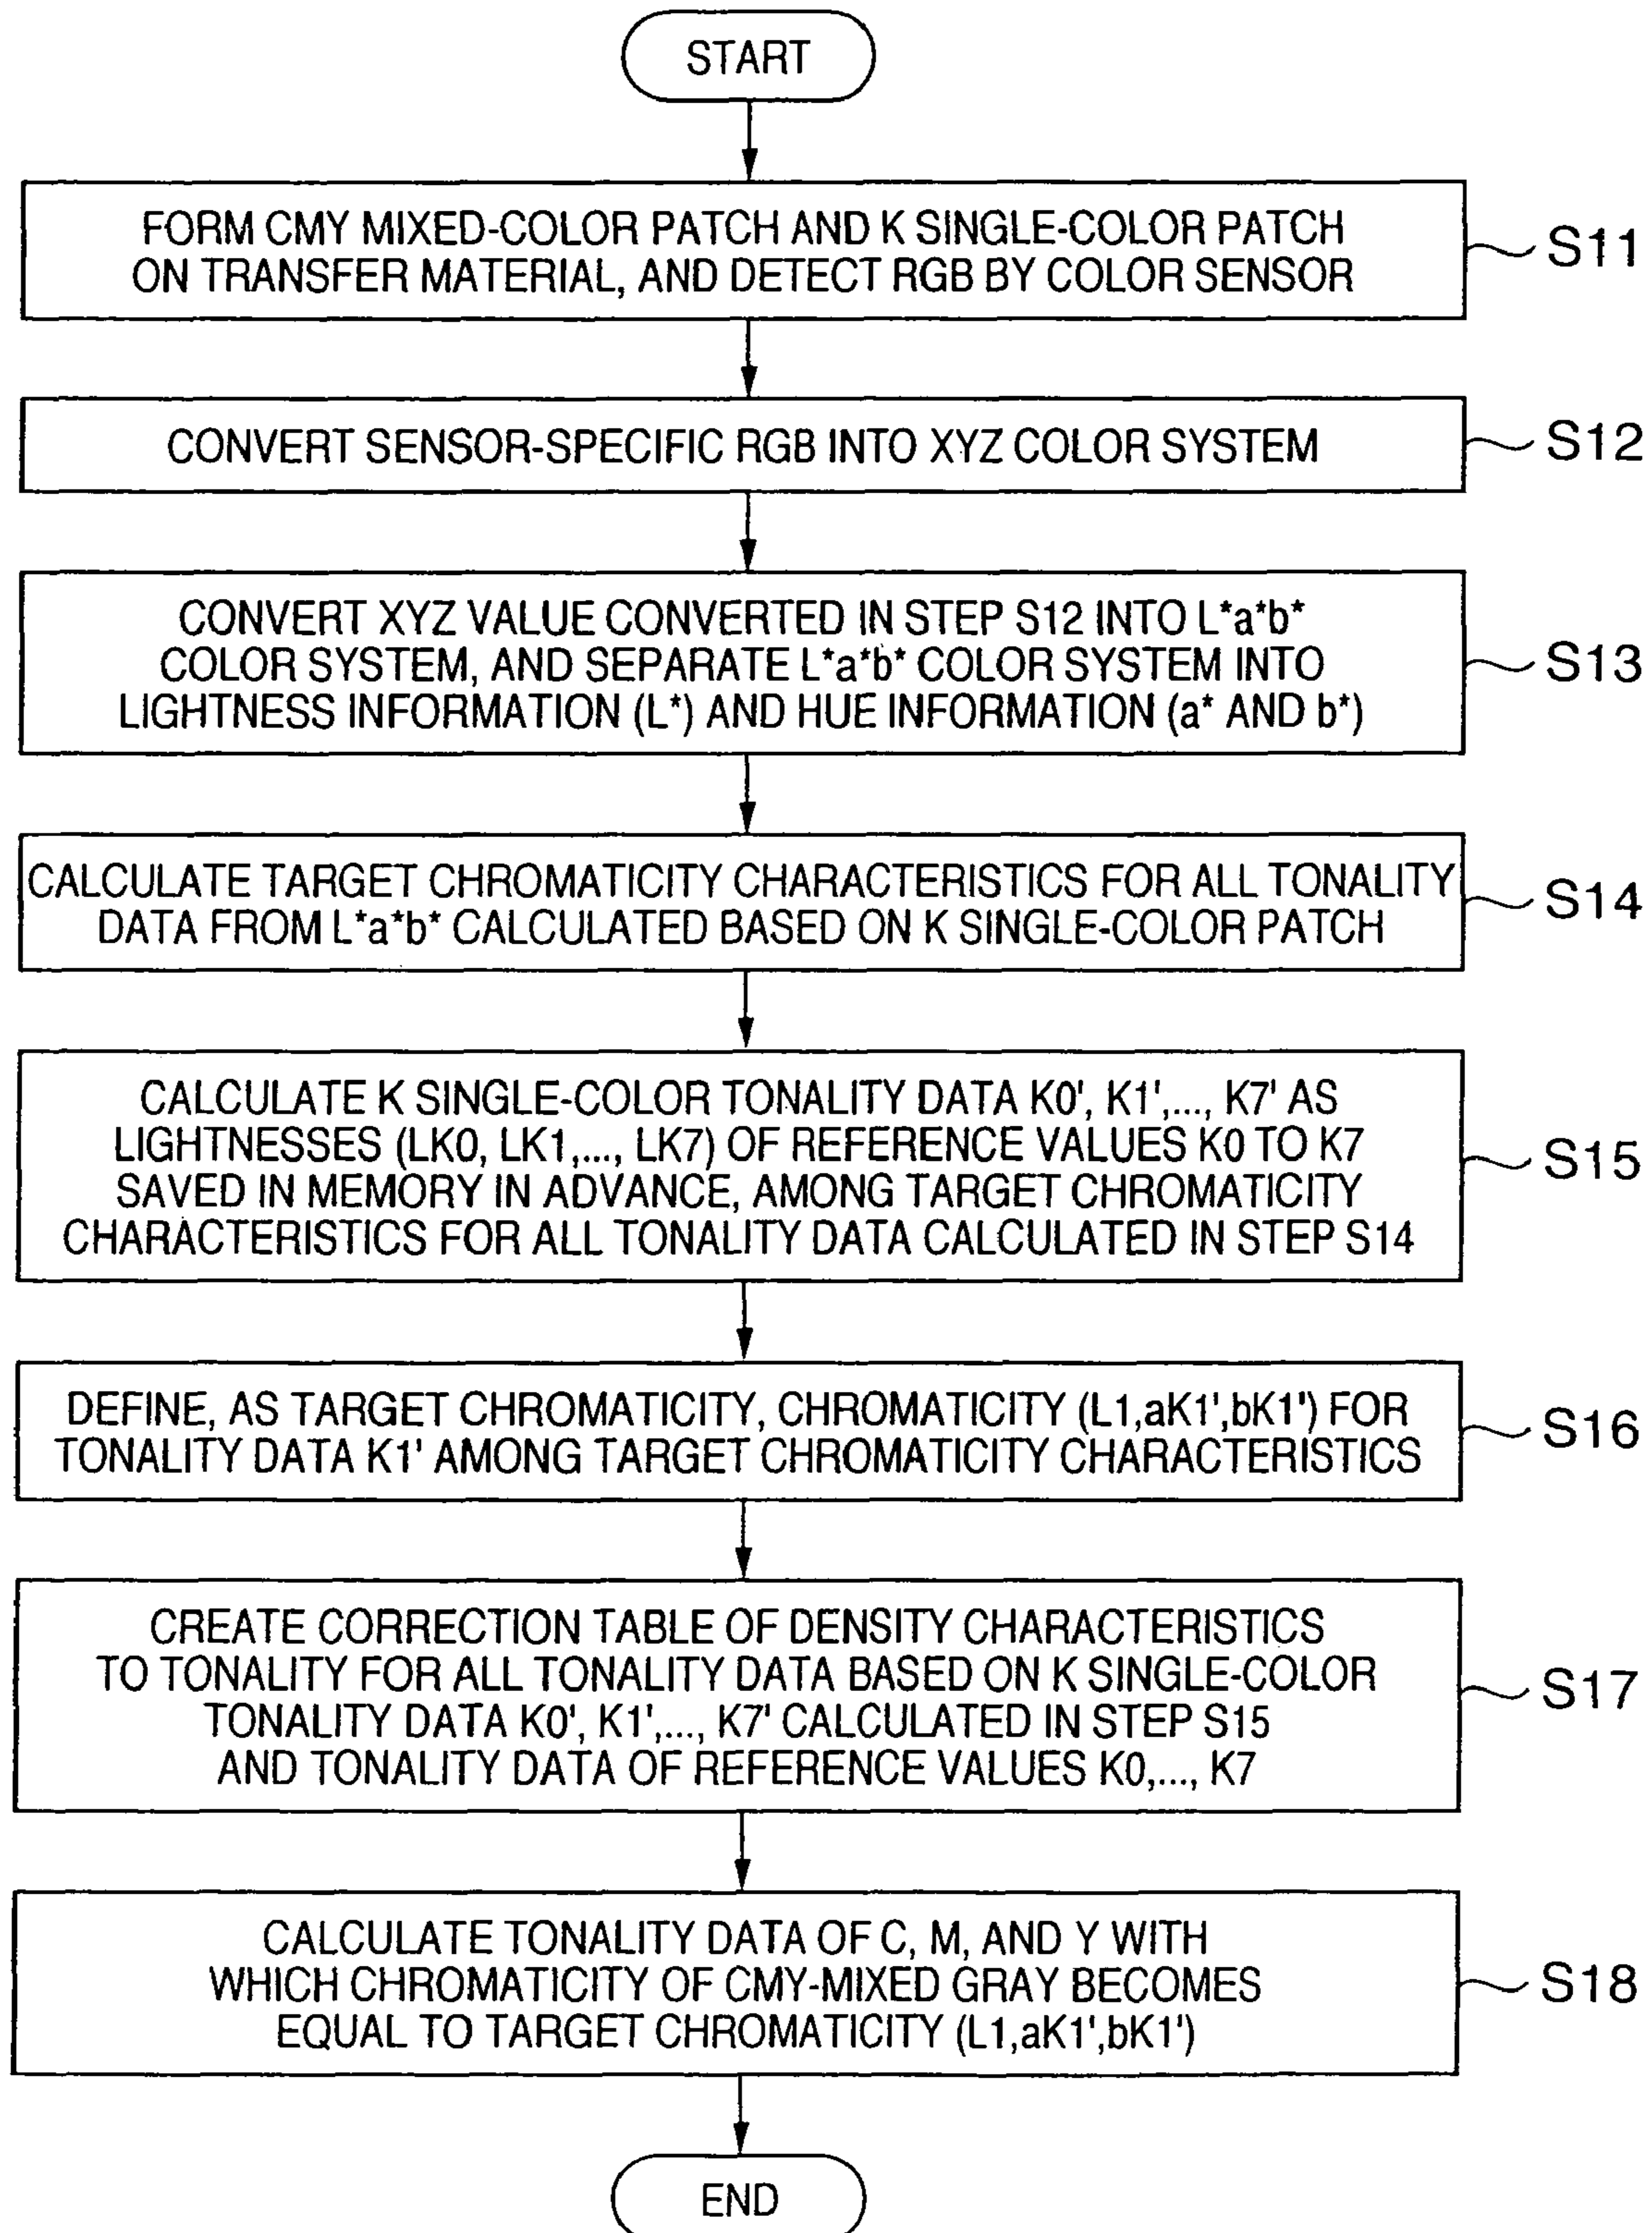 START
FORM CMY MIXED-COLOR PATCH AND K SINGLE-COLOR PATCH
ON TRANSFER MATERIAL, AND DETECT RGB BY COLOR SENSOR
S11
CONVERT SENSOR-SPECIFIC RGB INTO XYZ COLOR SYSTEM
S12
CONVERT XYZ VALUE CONVERTED IN STEP S12 INTO L*a*b*
COLOR SYSTEM, AND SEPARATE L*a*b* COLOR SYSTEM INTO
LIGHTNESS INFORMATION (L*) AND HUE INFORMATION (a* AND b*)
S13
CALCULATE TARGET CHROMATICITY CHARACTERISTICS FOR ALL TONALITY
DATA FROM L*a*b* CALCULATED BASED ON K SINGLE-COLOR PATCH
S14
CALCULATE K SINGLE-COLOR TONALITY DATA K0', K1',..., K7' AS
LIGHTNESSES (LK0, LK1,..., LK7) OF REFERENCE VALUES K0 TO K7
SAVED IN MEMORY IN ADVANCE, AMONG TARGET CHROMATICITY
CHARACTERISTICS FOR ALL TONALITY DATA CALCULATED IN STEP S14
S15
DEFINE, AS TARGET CHROMATICITY, CHROMATICITY (L1,aK1',bK1') FOR
TONALITY DATA K1' AMONG TARGET CHROMATICITY CHARACTERISTICS
S16
CREATE CORRECTION TABLE OF DENSITY CHARACTERISTICS
TO TONALITY FOR ALL TONALITY DATA BASED ON K SINGLE-COLOR
TONALITY DATA K0', K1',..., K7' CALCULATED IN STEP S15
AND TONALITY DATA OF REFERENCE VALUES K0,..., K7
S17
CALCULATE TONALITY DATA OF C, M, AND Y WITH
WHICH CHROMATICITY OF CMY-MIXED GRAY BECOMES
EQUAL TO TARGET CHROMATICITY (L1,aK1',bK1')
S18
END